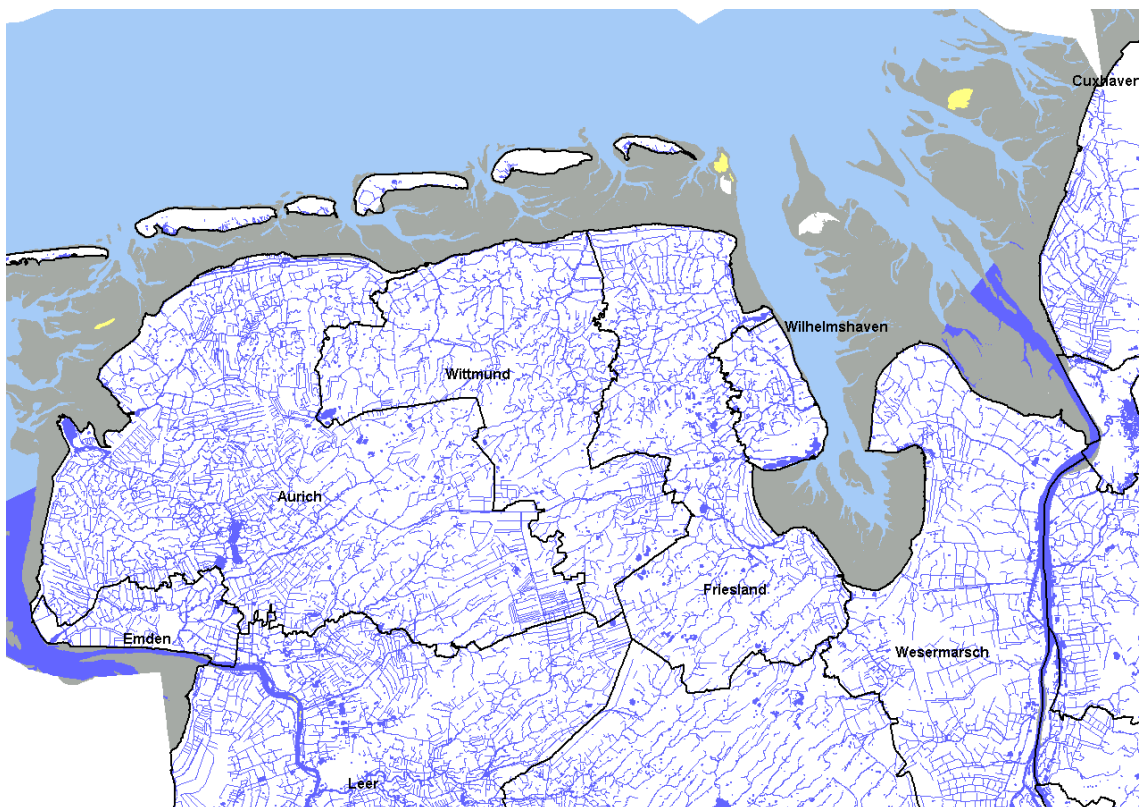 Cuxhaven
Wilhelmshaven
Wittmund
Aurich
Friesland
Emden
Wesermarsch
Leer